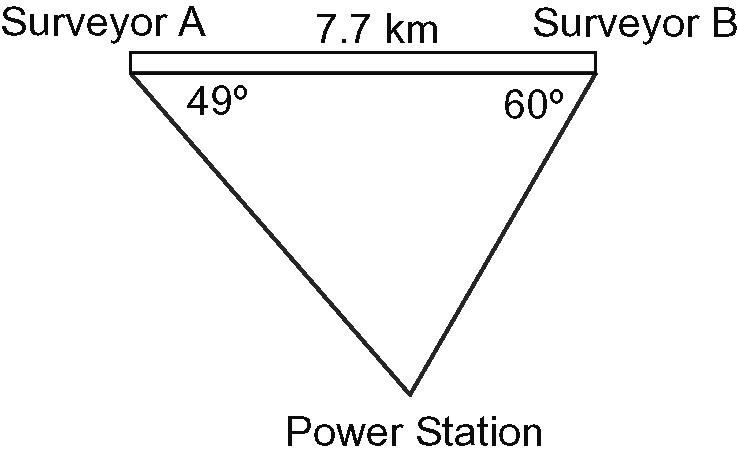 Surveyor A
7.7 km
Surveyor B
49º
60º
Power Station